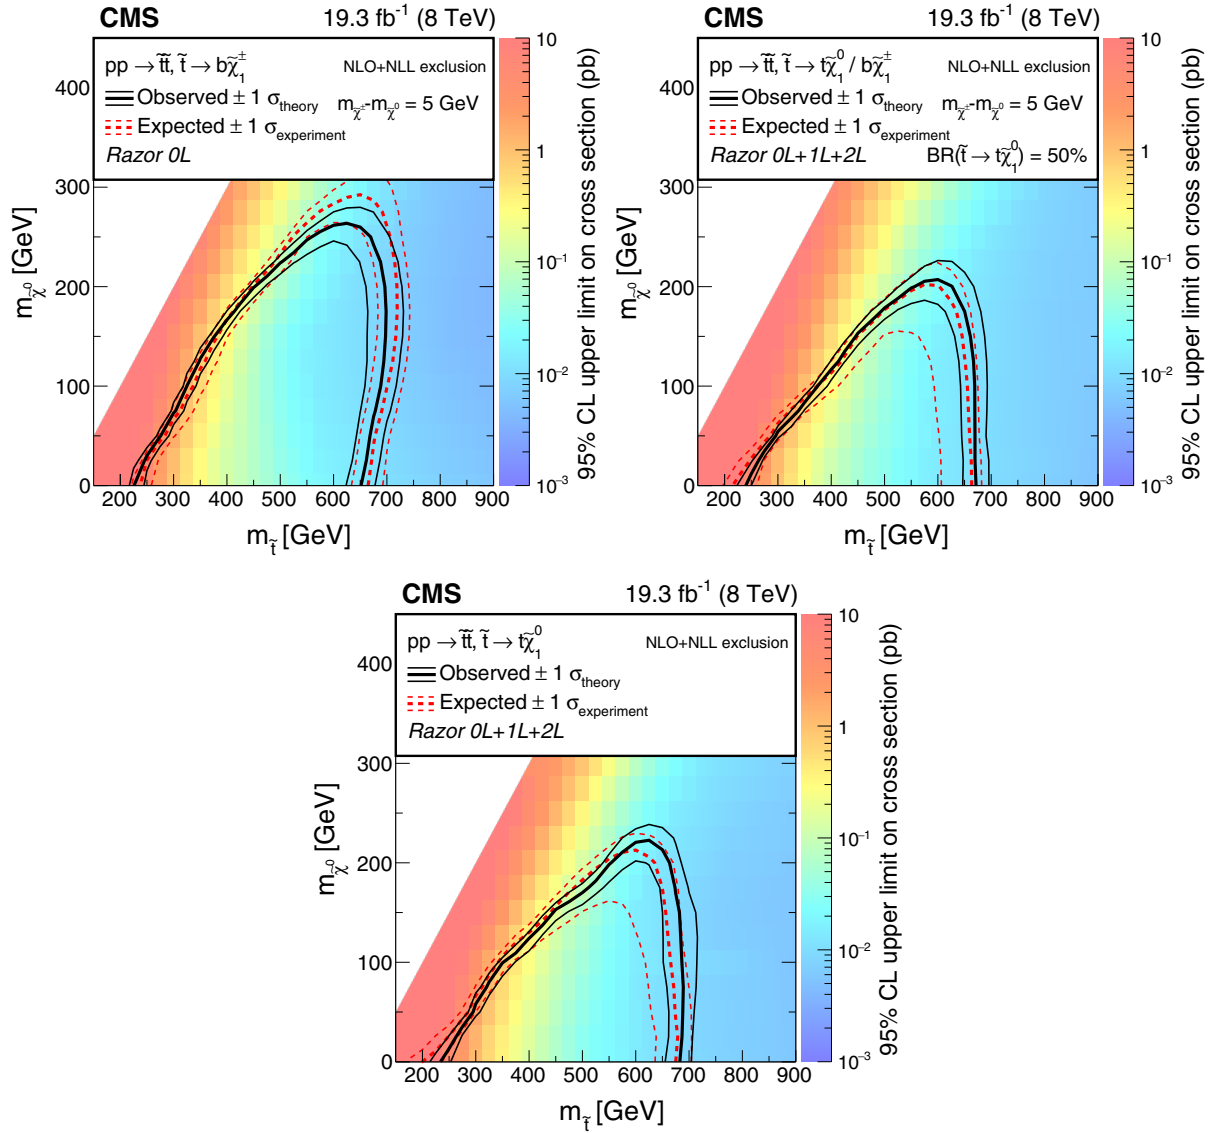 CMS 19.3 fb⁻¹ (8 TeV)
pp → t̃t̃, t̃ → bχ̃₁± NLO+NLL exclusion
Observed ± 1 σtheory mχ̃±-mχ̃⁰ = 5 GeV
Expected ± 1 σexperiment
Razor 0L
400
300
200
100
0
mχ̃⁰ [GeV]
200 300 400 500 600 700 800 900
mt̃ [GeV]
10
1
10⁻¹
10⁻²
10⁻³
95% CL upper limit on cross section (pb)
CMS 19.3 fb⁻¹ (8 TeV)
pp → t̃t̃, t̃ → tχ̃₁⁰ / bχ̃₁± NLO+NLL exclusion
Observed ± 1 σtheory mχ̃±-mχ̃⁰ = 5 GeV
Expected ± 1 σexperiment
Razor 0L+1L+2L BR(t̃ → tχ̃₁⁰) = 50%
400
300
200
100
0
mχ̃⁰ [GeV]
200 300 400 500 600 700 800 900
mt̃ [GeV]
10
1
10⁻¹
10⁻²
10⁻³
95% CL upper limit on cross section (pb)
CMS 19.3 fb⁻¹ (8 TeV)
pp → t̃t̃, t̃ → tχ̃₁⁰ NLO+NLL exclusion
Observed ± 1 σtheory
Expected ± 1 σexperiment
Razor 0L+1L+2L
400
300
200
100
0
mχ̃⁰ [GeV]
200 300 400 500 600 700 800 900
mt̃ [GeV]
10
1
10⁻¹
10⁻²
10⁻³
95% CL upper limit on cross section (pb)